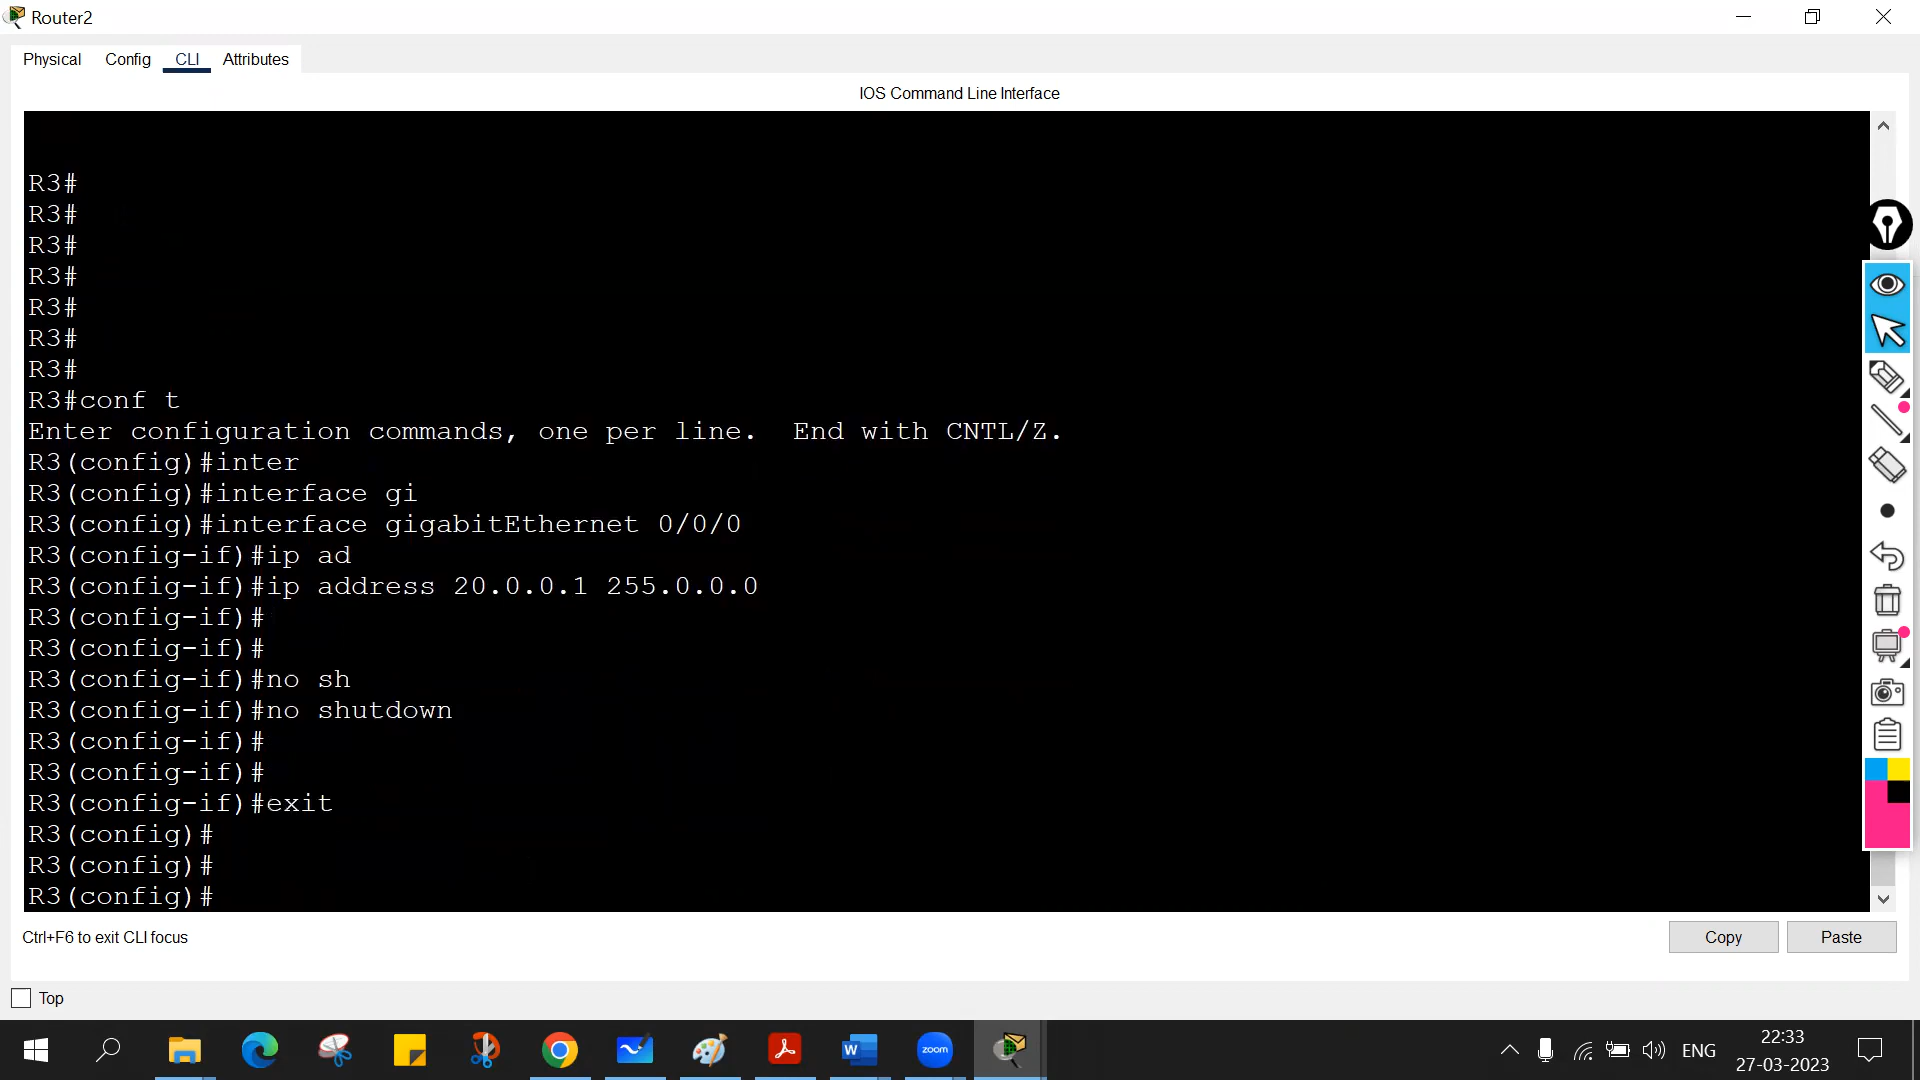 Router2
Physical Config CLI Attributes
IOS Command Line Interface
R3#
R3#
R3#
R3#
R3#
R3#
R3#
R3#conf t
Enter configuration commands, one per line.  End with CNTL/Z.
R3(config)#inter
R3(config)#interface gi
R3(config)#interface gigabitEthernet 0/0/0
R3(config-if)#ip ad
R3(config-if)#ip address 20.0.0.1 255.0.0.0
R3(config-if)#
R3(config-if)#
R3(config-if)#no sh
R3(config-if)#no shutdown
R3(config-if)#
R3(config-if)#
R3(config-if)#exit
R3(config)#
R3(config)#
R3(config)#
Ctrl+F6 to exit CLI focus
Copy Paste
Top
W
zoom
ENG
22:33
27-03-2023